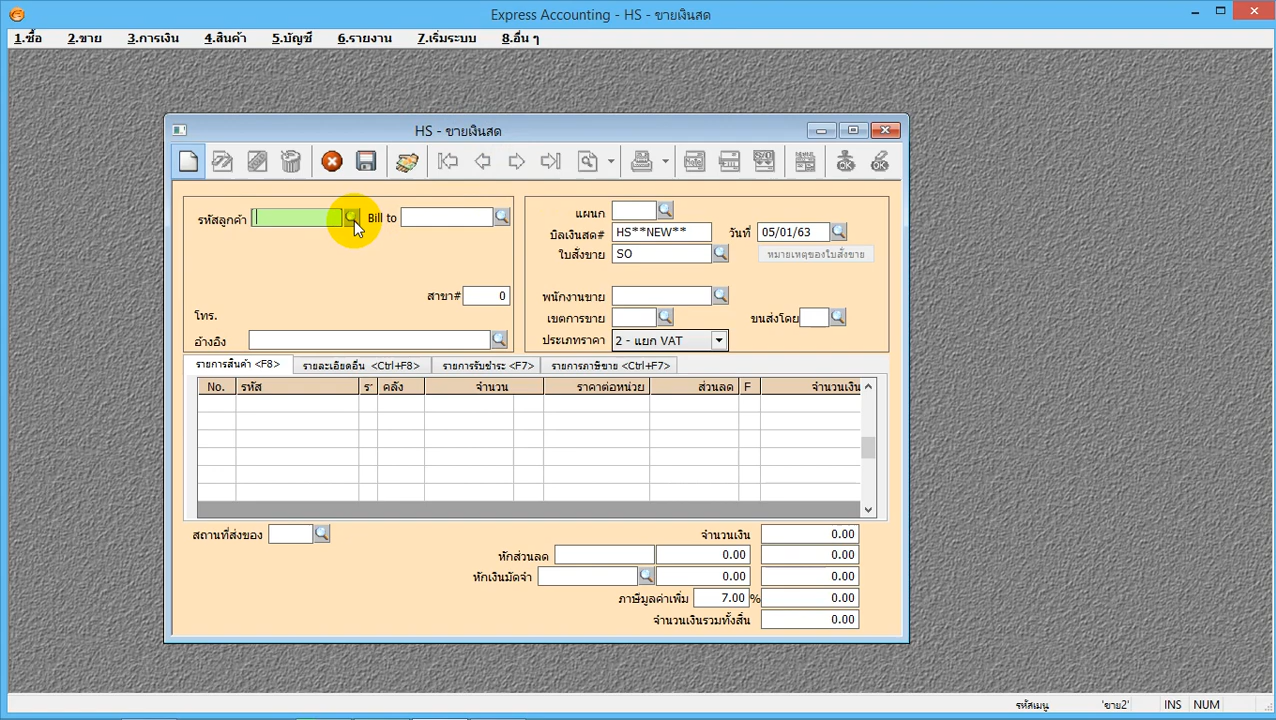 Express Accounting - HS - ขายเงินสด
1.ซื้อ 2.ขาย 3.การเงิน 4.สินค้า 5.บัญชี 6.รายงาน 7.เริ่มระบบ 8.อื่น ๆ
HS - ขายเงินสด
รหัสลูกค้า Bill to
แผนก
บิลเงินสด# HS**NEW** วันที่ 05/01/63
ใบสั่งขาย SO หมายเหตุของใบสั่งขาย
สาขา# 0
พนักงานขาย
โทร.
เขตการขาย ขนส่งโดย
อ้างอิง
ประเภทราคา 2 - แยก VAT
รายการสินค้า <F8> รายละเอียดอื่น <Ctrl+F8> รายการรับชำระ <F7> รายการภาษีขาย <Ctrl+F7>
No. รหัส ร คลัง จำนวน ราคาต่อหน่วย ส่วนลด F จำนวนเงิน
สถานที่ส่งของ
จำนวนเงิน 0.00
หักส่วนลด 0.00 0.00
หักเงินมัดจำ 0.00 0.00
ภาษีมูลค่าเพิ่ม 7.00 % 0.00
จำนวนเงินรวมทั้งสิ้น 0.00
รหัสเมนู 'ขาย2' INS NUM